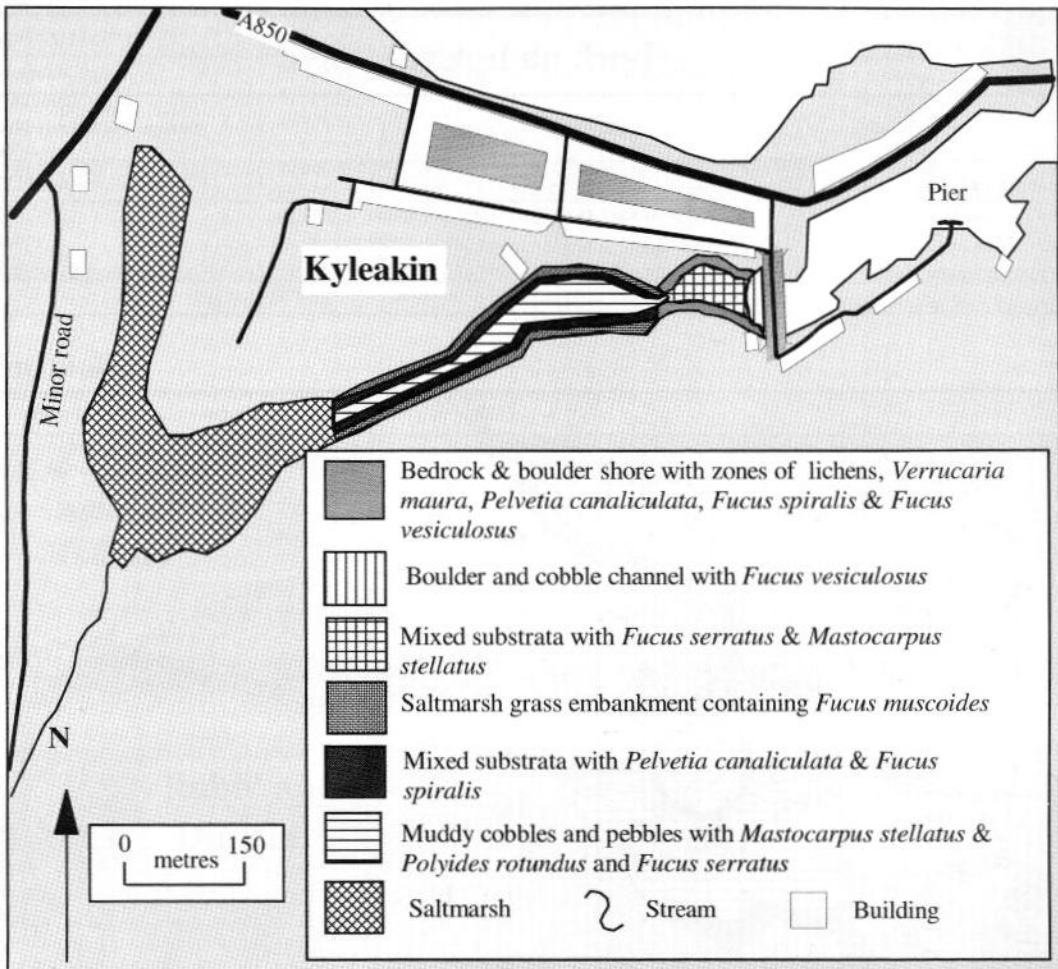 A850
Pier
Kyleakin
Minor road
Bedrock & boulder shore with zones of lichens, Verrucaria
maura, Pelvetia canaliculata, Fucus spiralis & Fucus
vesiculosus
Boulder and cobble channel with Fucus vesiculosus
Mixed substrata with Fucus serratus & Mastocarpus
stellatus
Saltmarsh grass embankment containing Fucus muscoides
Mixed substrata with Pelvetia canaliculata & Fucus
spiralis
Muddy cobbles and pebbles with Mastocarpus stellatus &
Polyides rotundus and Fucus serratus
Saltmarsh Stream Building
N
0 150
metres